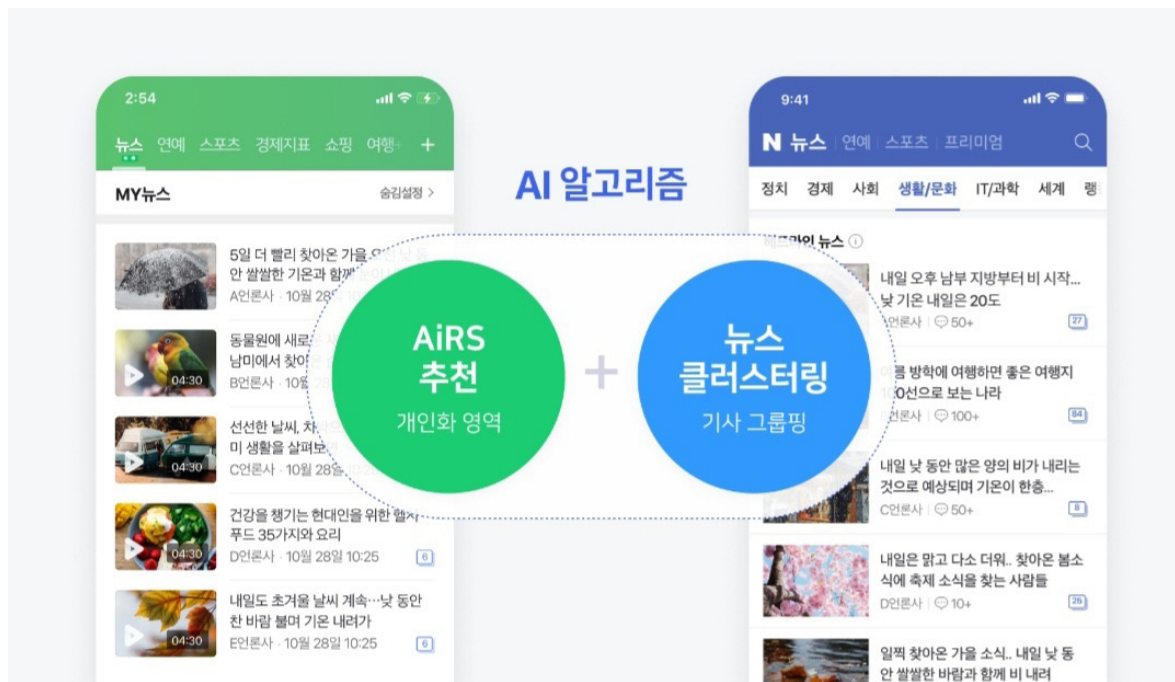 2:54
뉴스 연예 스포츠 경제지표 쇼핑 여행 +
MY뉴스
숨김설정 >
5일 더 빨리 찾아온 가을
안 쌀쌀한 기온과 함께
A언론사 · 10월 28
동물원에 새로
남미에서 찾아
B언론사 · 10월
04:30
선선한 날씨,
미 생활을 살펴보
C언론사 · 10월 28일
04:30
건강을 챙기는 현대인을 위한
푸드 35가지와 요리
D언론사 · 10월 28일 10:25
6
04:30
내일도 초겨울 날씨 계속…낮 동안
찬 바람 불며 기온 내려가
E언론사 · 10월 28일 10:25
6
04:30
AI 알고리즘
AiRS
추천
개인화 영역
+
뉴스
클러스터링
기사 그룹핑
9:41
N 뉴스 | 연예 | 스포츠 | 프리미엄
정치 경제 사회 생활/문화 IT/과학 세계
뉴스
내일 오후 남부 지방부터 비 시작...
낮 기온 내일은 20도
언론사 | 50+
27
방학에 여행하면 좋은 여행지
선으로 보는 나라
언론사 | 100+
84
내일 낮 동안 많은 양의 비가 내리는
것으로 예상되며 기온이 한층...
C언론사 | 50+
8
내일은 맑고 다소 더워.. 찾아온 봄소
식에 축제 소식을 찾는 사람들
D언론사 | 10+
26
일찍 찾아온 가을 소식.. 내일 낮 동
안 쌀쌀한 바람과 함께 비 내려